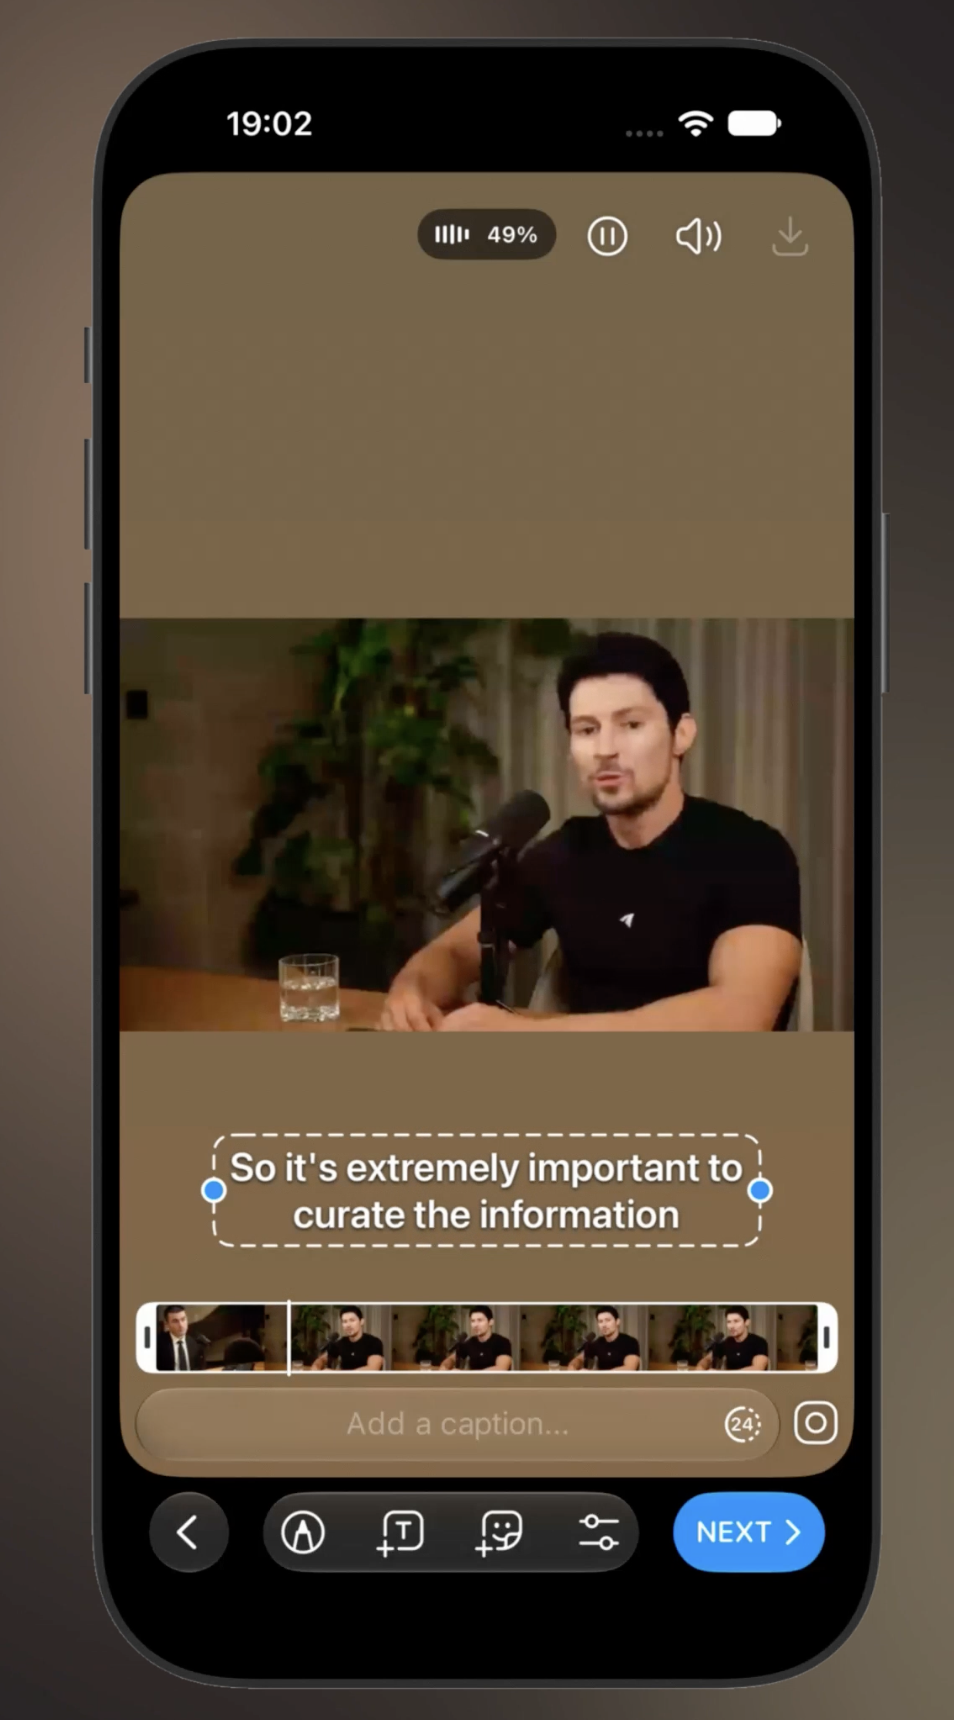 19:02
49%
So it's extremely important to
curate the information
Add a caption...
24
T
NEXT